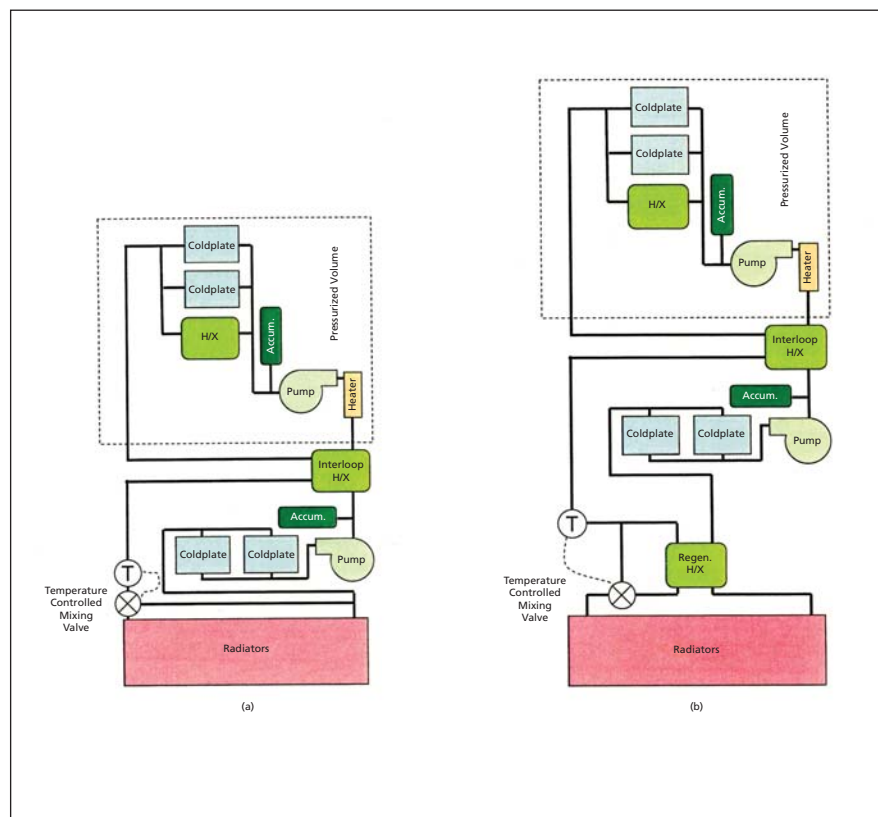 Coldplate
Coldplate
H/X
Accum.
Pressurized Volume
Pump
Heater
Interloop
H/X
Accum.
Coldplate
Coldplate
Pump
T
Temperature
Controlled
Mixing
Valve
Radiators
(a)
Coldplate
Coldplate
H/X
Accum.
Pressurized Volume
Pump
Heater
Interloop
H/X
Accum.
Coldplate
Coldplate
Pump
T
Regen.
H/X
Temperature
Controlled
Mixing
Valve
Radiators
(b)